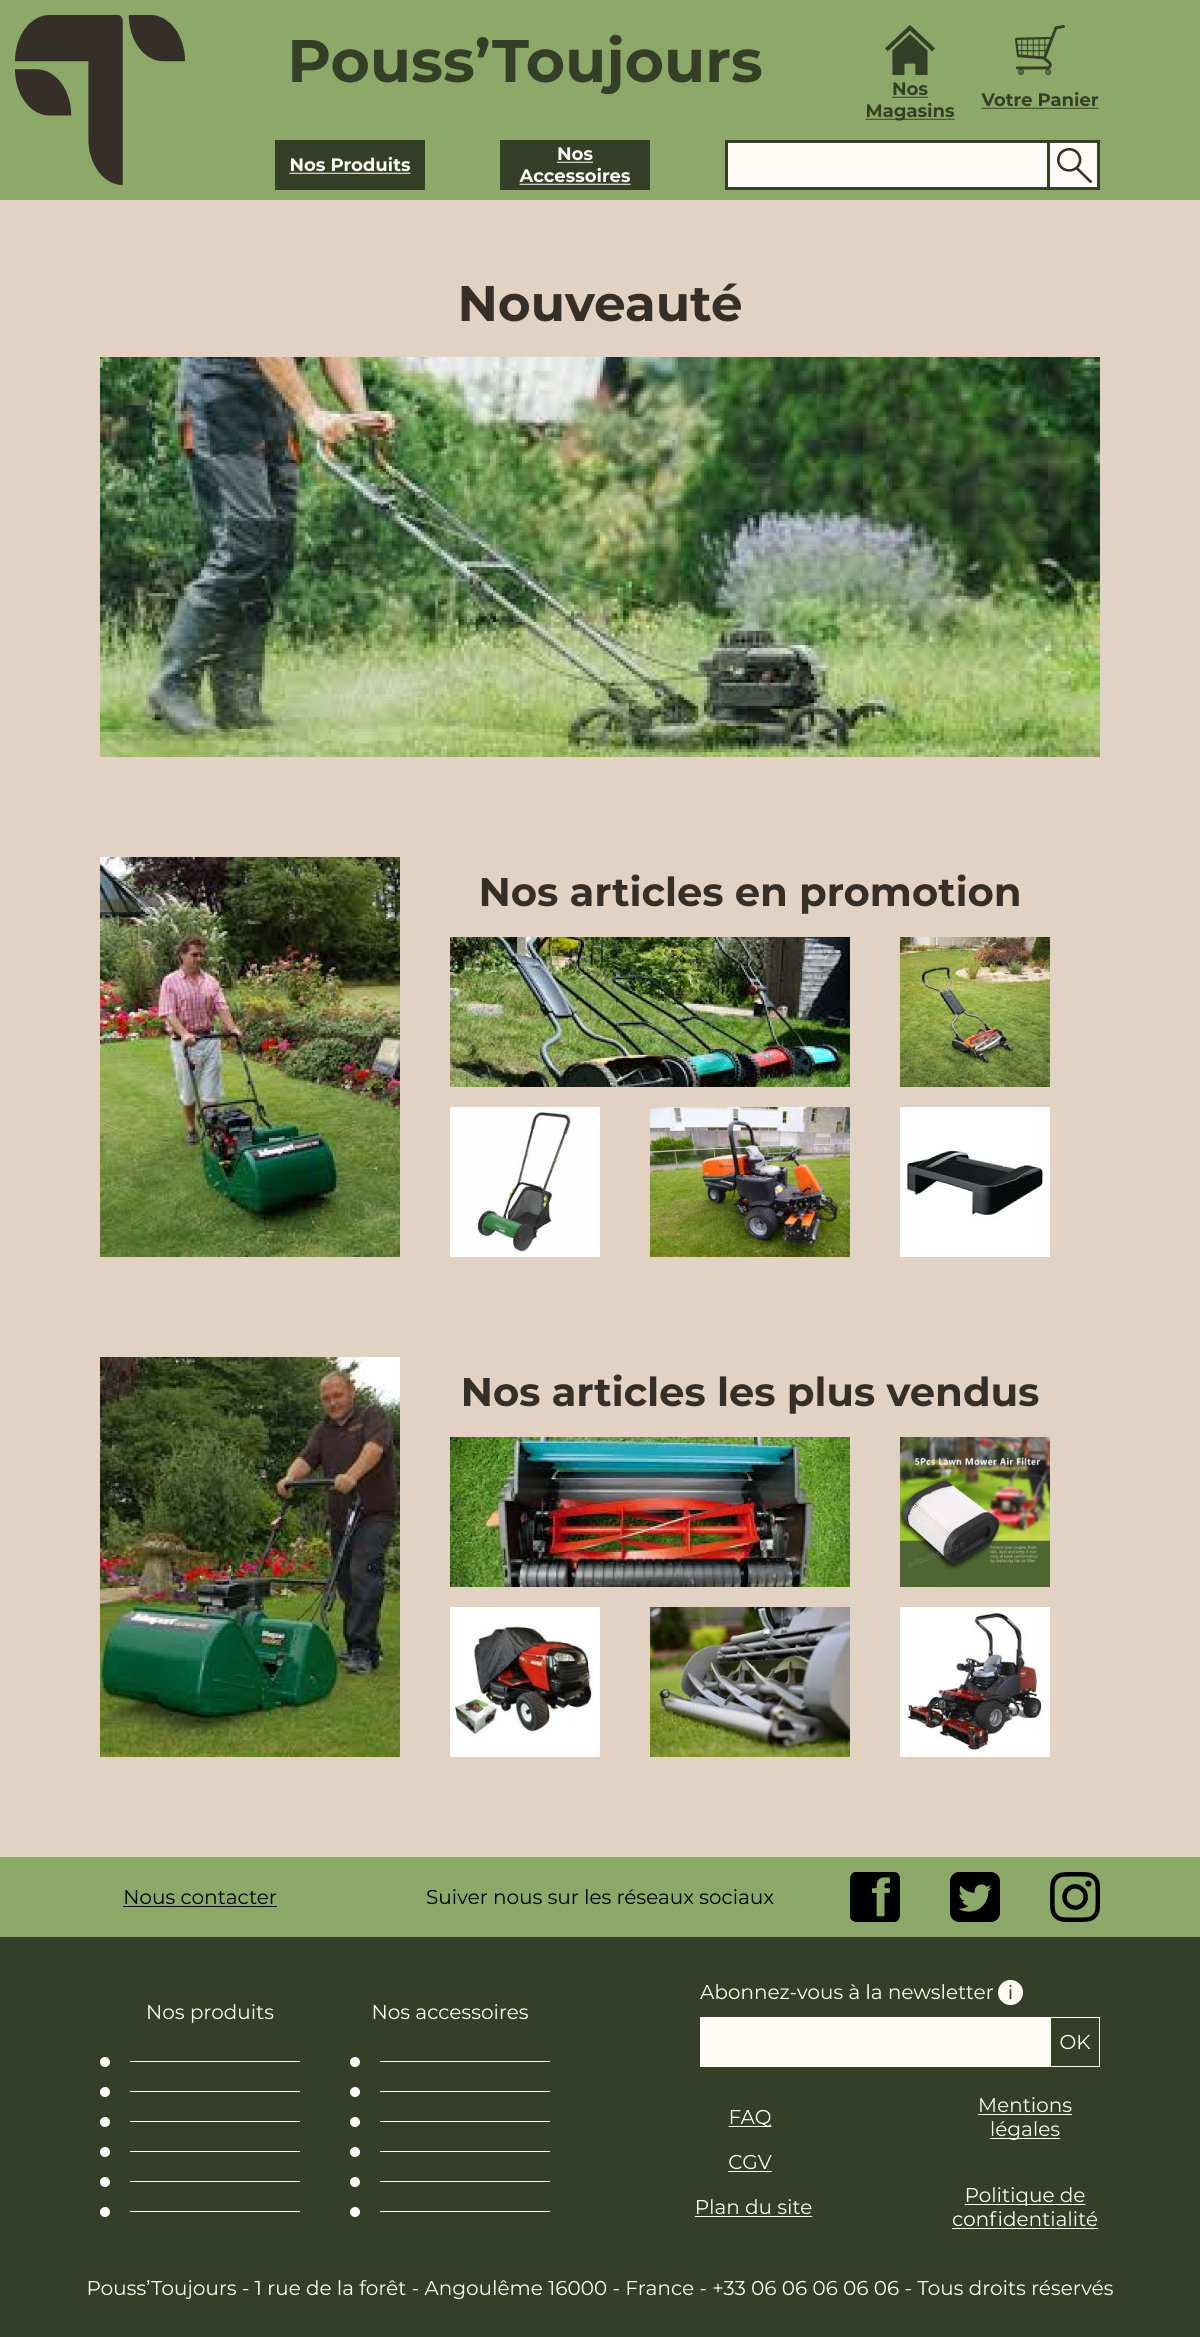 Pouss’Toujours
Nos
Magasins
Votre Panier
Nos Produits
Nos
Accessoires
Nouveauté
Nos articles en promotion
Nos articles les plus vendus
5Pcs Lawn Mower Air Filter
Nous contacter
Suiver nous sur les réseaux sociaux
Abonnez-vous à la newsletter i
OK
Nos produits
Nos accessoires
FAQ
CGV
Plan du site
Mentions
légales
Politique de
confidentialité
Pouss’Toujours - 1 rue de la forêt - Angoulême 16000 - France - +33 06 06 06 06 06 - Tous droits réservés